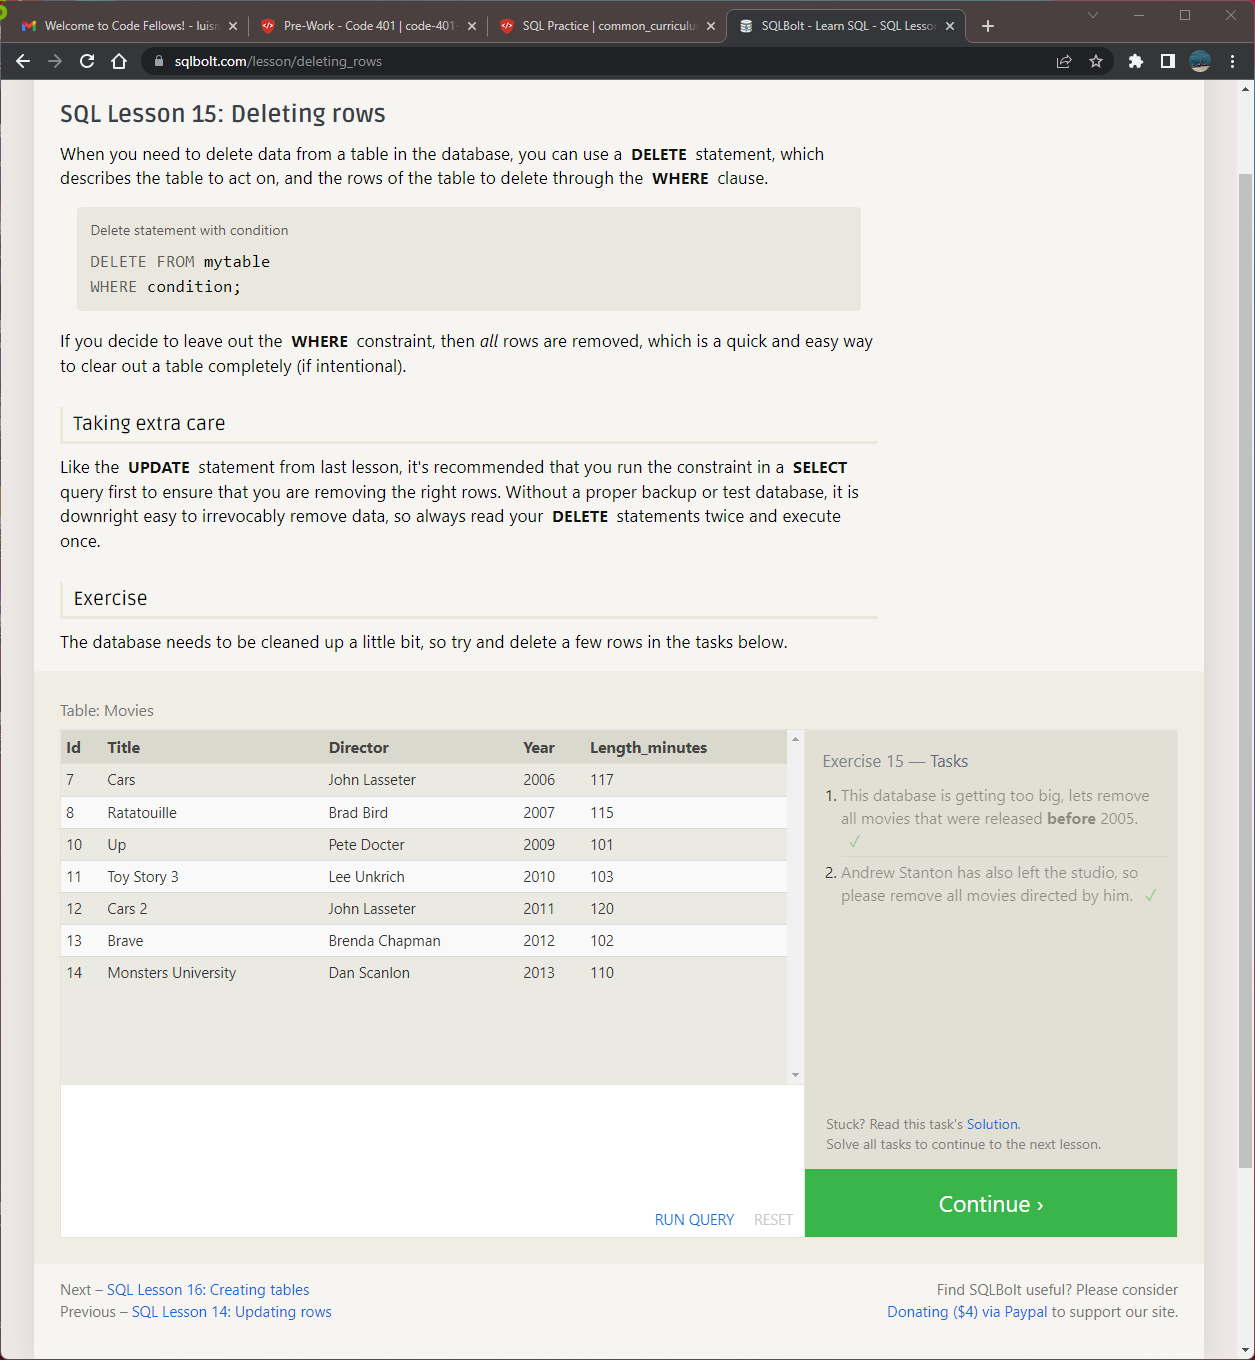 Welcome to Code Fellows! - luisr
Pre-Work - Code 401 | code-401-
SQL Practice | common_curriculu
SQLBolt - Learn SQL - SQL Lesson
sqlbolt.com/lesson/deleting_rows
SQL Lesson 15: Deleting rows
When you need to delete data from a table in the database, you can use a DELETE statement, which
describes the table to act on, and the rows of the table to delete through the WHERE clause.
Delete statement with condition
DELETE FROM mytable
WHERE condition;
If you decide to leave out the WHERE constraint, then all rows are removed, which is a quick and easy way
to clear out a table completely (if intentional).
Taking extra care
Like the UPDATE statement from last lesson, it's recommended that you run the constraint in a SELECT
query first to ensure that you are removing the right rows. Without a proper backup or test database, it is
downright easy to irrevocably remove data, so always read your DELETE statements twice and execute
once.
Exercise
The database needs to be cleaned up a little bit, so try and delete a few rows in the tasks below.
Table: Movies
Id Title Director Year Length_minutes
7 Cars John Lasseter 2006 117
8 Ratatouille Brad Bird 2007 115
10 Up Pete Docter 2009 101
11 Toy Story 3 Lee Unkrich 2010 103
12 Cars 2 John Lasseter 2011 120
13 Brave Brenda Chapman 2012 102
14 Monsters University Dan Scanlon 2013 110
RUN QUERY RESET
Exercise 15 — Tasks
1. This database is getting too big, lets remove
all movies that were released before 2005.
✓
2. Andrew Stanton has also left the studio, so
please remove all movies directed by him. ✓
Stuck? Read this task's Solution.
Solve all tasks to continue to the next lesson.
Continue ›
Next – SQL Lesson 16: Creating tables
Previous – SQL Lesson 14: Updating rows
Find SQLBolt useful? Please consider
Donating ($4) via Paypal to support our site.